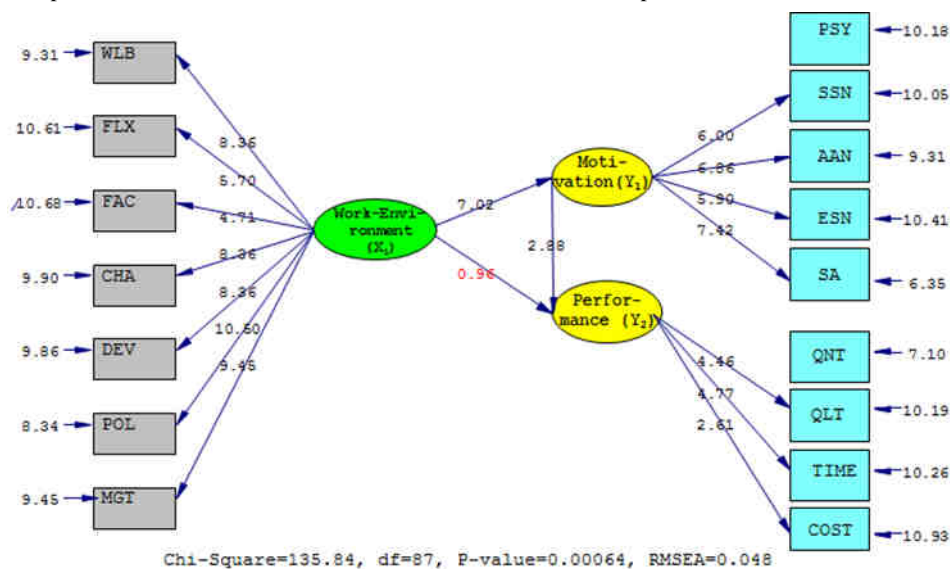 9.31 WLB
10.61 FLX
10.68 FAC
9.90 CHA
9.86 DEV
8.34 POL
9.45 MGT
8.36
5.70
4.71
8.36
8.36
10.50
9.45
Work-Envi-
ronment
(X₁)
7.02
0.96
2.88
Moti-
vation(Y₁)
Perfor-
mance (Y₂)
6.00
6.86
5.90
7.42
4.46
4.77
2.61
PSY 10.18
SSN 10.05
AAN 9.31
ESN 10.41
SA 6.35
QNT 7.10
QLT 10.19
TIME 10.26
COST 10.93
Chi-Square=135.84, df=87, P-value=0.00064, RMSEA=0.048